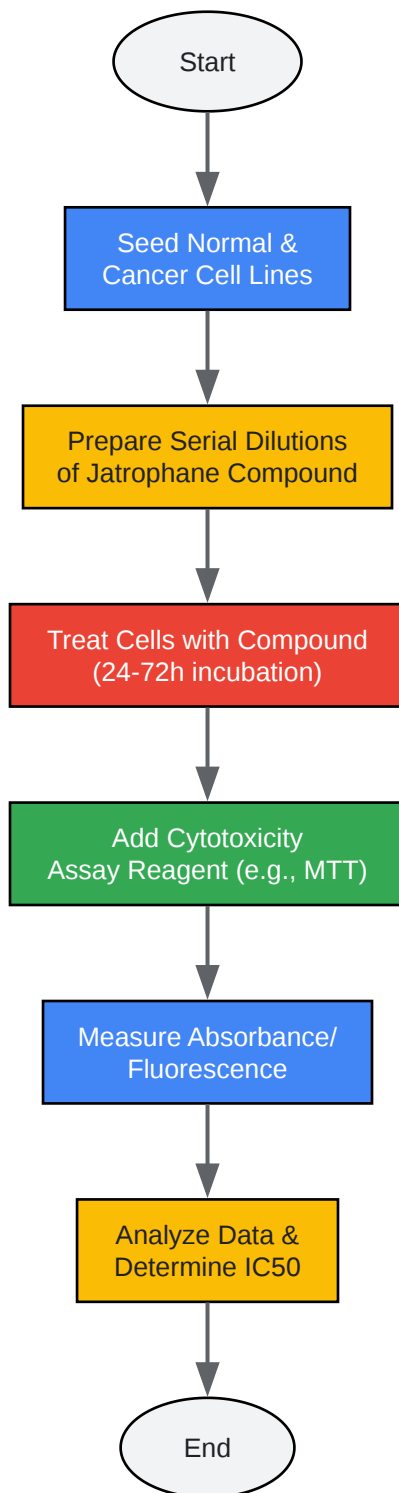 Start
Seed Normal &
Cancer Cell Lines
Prepare Serial Dilutions
of Jatrophane Compound
Treat Cells with Compound
(24-72h incubation)
Add Cytotoxicity
Assay Reagent (e.g., MTT)
Measure Absorbance/
Fluorescence
Analyze Data &
Determine IC50
End